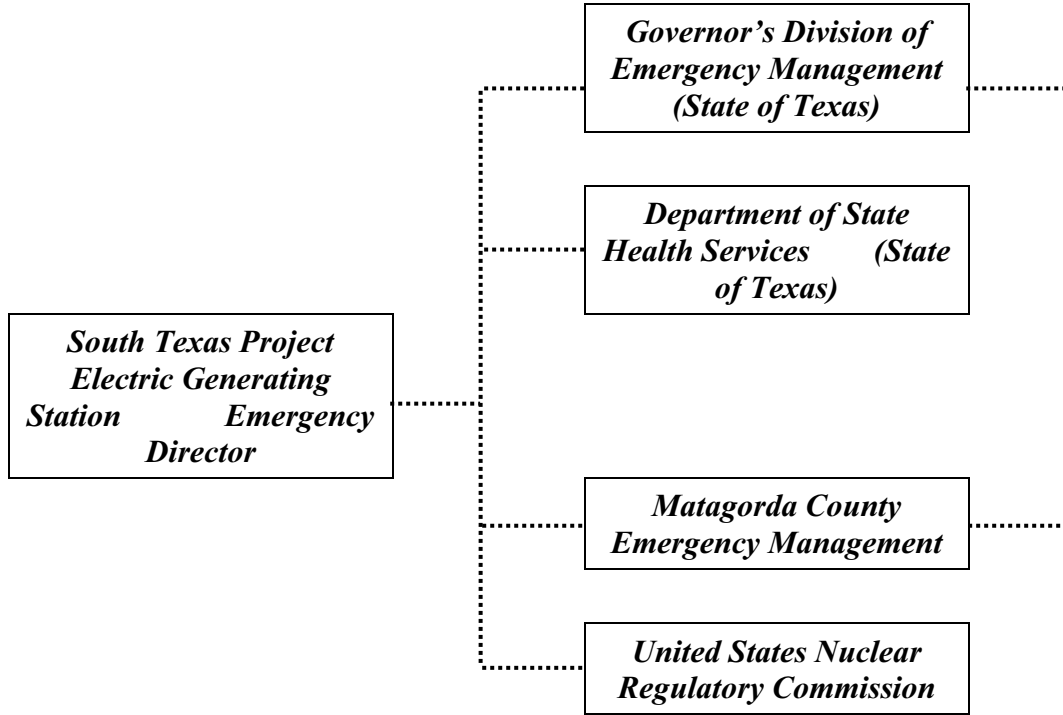 Governor’s Division of
Emergency Management
(State of Texas)
Department of State
Health Services (State
of Texas)
South Texas Project
Electric Generating
Station Emergency
Director
Matagorda County
Emergency Management
United States Nuclear
Regulatory Commission